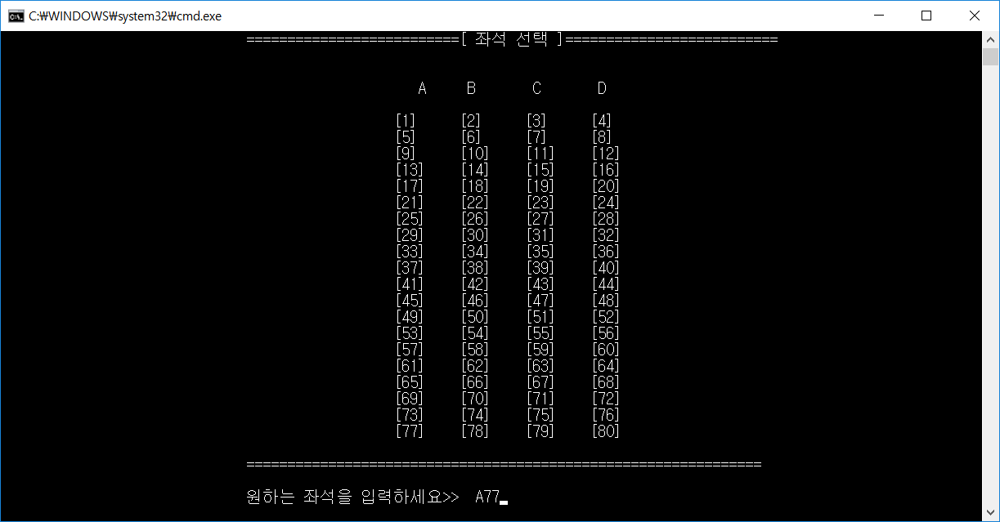 C:₩WINDOWS₩system32₩cmd.exe
==========================[ 좌석 선택 ]==========================
A B C D
[1] [2] [3] [4]
[5] [6] [7] [8]
[9] [10] [11] [12]
[13] [14] [15] [16]
[17] [18] [19] [20]
[21] [22] [23] [24]
[25] [26] [27] [28]
[29] [30] [31] [32]
[33] [34] [35] [36]
[37] [38] [39] [40]
[41] [42] [43] [44]
[45] [46] [47] [48]
[49] [50] [51] [52]
[53] [54] [55] [56]
[57] [58] [59] [60]
[61] [62] [63] [64]
[65] [66] [67] [68]
[69] [70] [71] [72]
[73] [74] [75] [76]
[77] [78] [79] [80]
===============================================================
원하는 좌석을 입력하세요>> A77